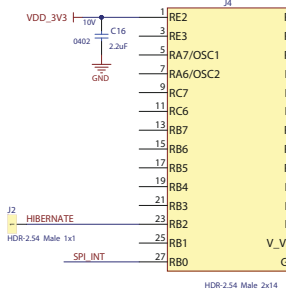 J4
VDD_3V3
10V
C16
0402
2.2uF
GND
1 RE2
3 RE3
5 RA7/OSC1
7 RA6/OSC2
9 RC7
11 RC6
13 RB7
15 RB6
17 RB5
19 RB4
21 RB3
J2
HIBERNATE
23 RB2
HDR-2.54 Male 1x1
1
25 RB1
V_V
SPI_INT
27 RB0
G
HDR-2.54 Male 2x14